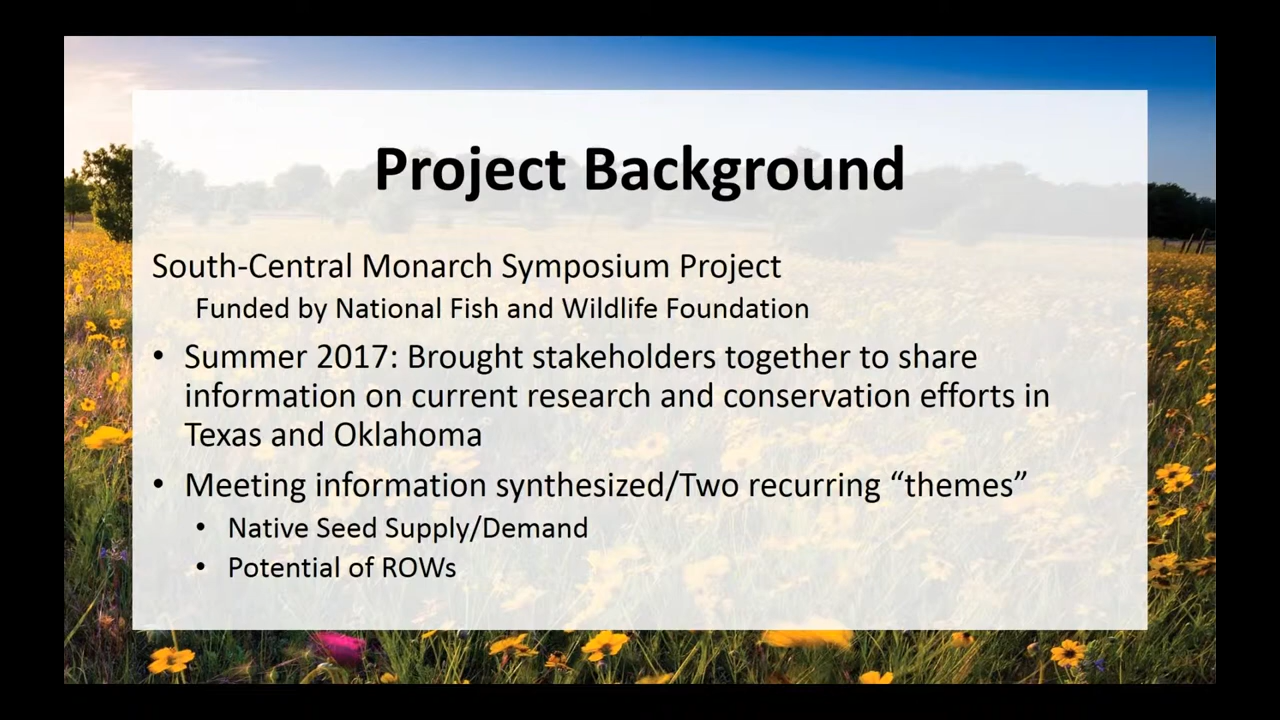 Project Background
South-Central Monarch Symposium Project
Funded by National Fish and Wildlife Foundation
• Summer 2017: Brought stakeholders together to share
information on current research and conservation efforts in
Texas and Oklahoma
• Meeting information synthesized/Two recurring “themes”
• Native Seed Supply/Demand
• Potential of ROWs